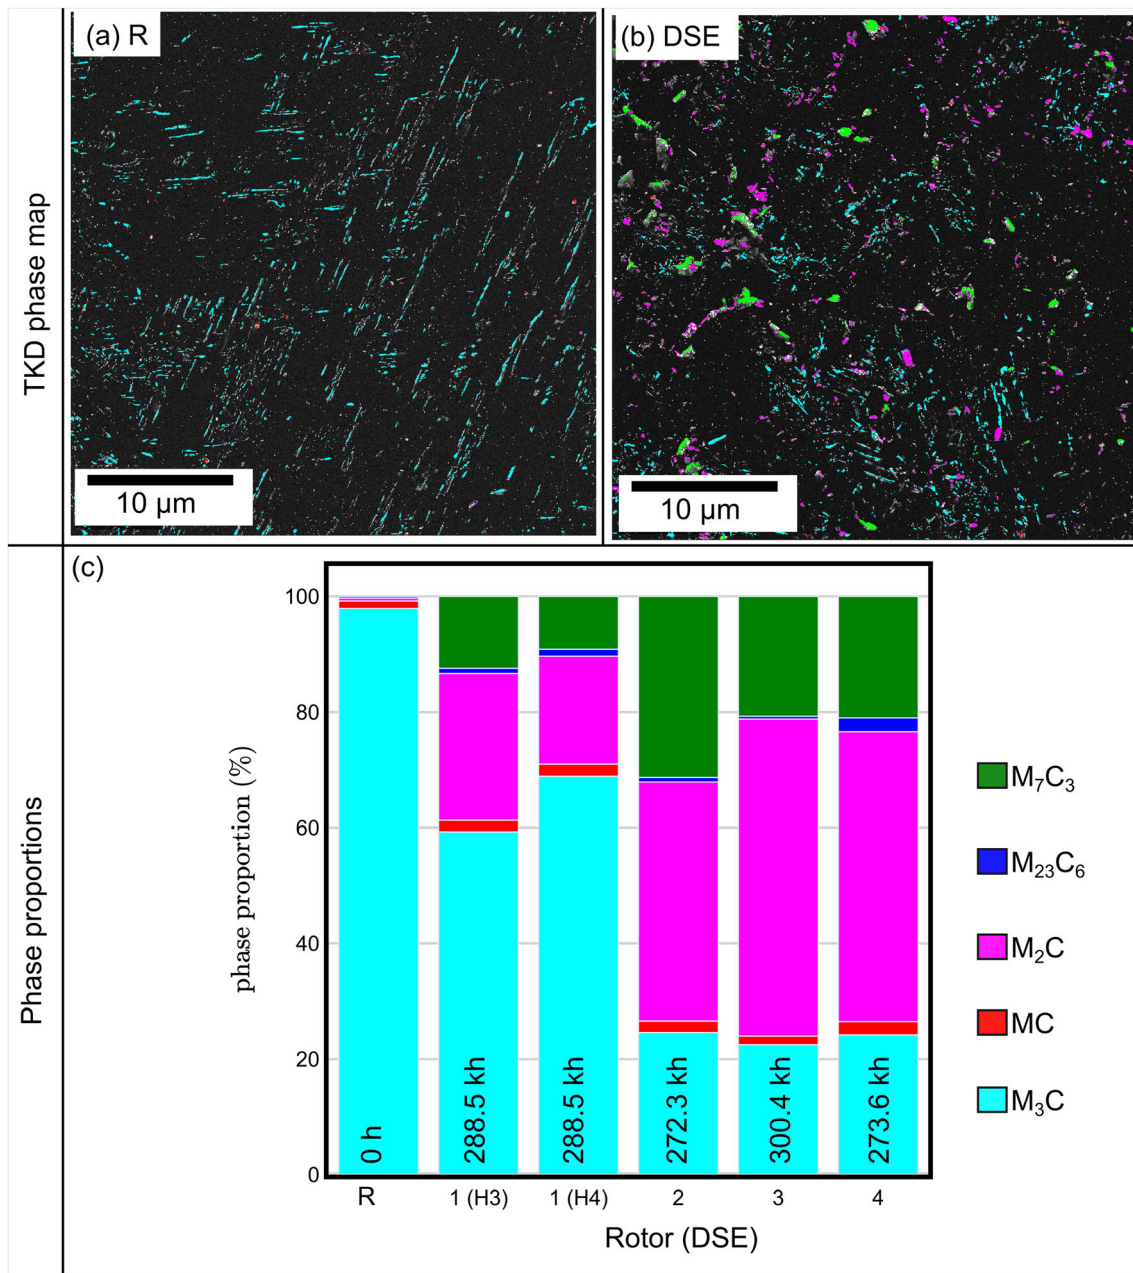 (a) R
(b) DSE
TKD phase map
10 µm
10 µm
(c)
Phase proportions
phase proportion (%)
100
80
60
40
20
0
0 h
288.5 kh
288.5 kh
272.3 kh
300.4 kh
273.6 kh
R
1 (H3)
1 (H4)
2
3
4
Rotor (DSE)
M₇C₃
M₂₃C₆
M₂C
MC
M₃C